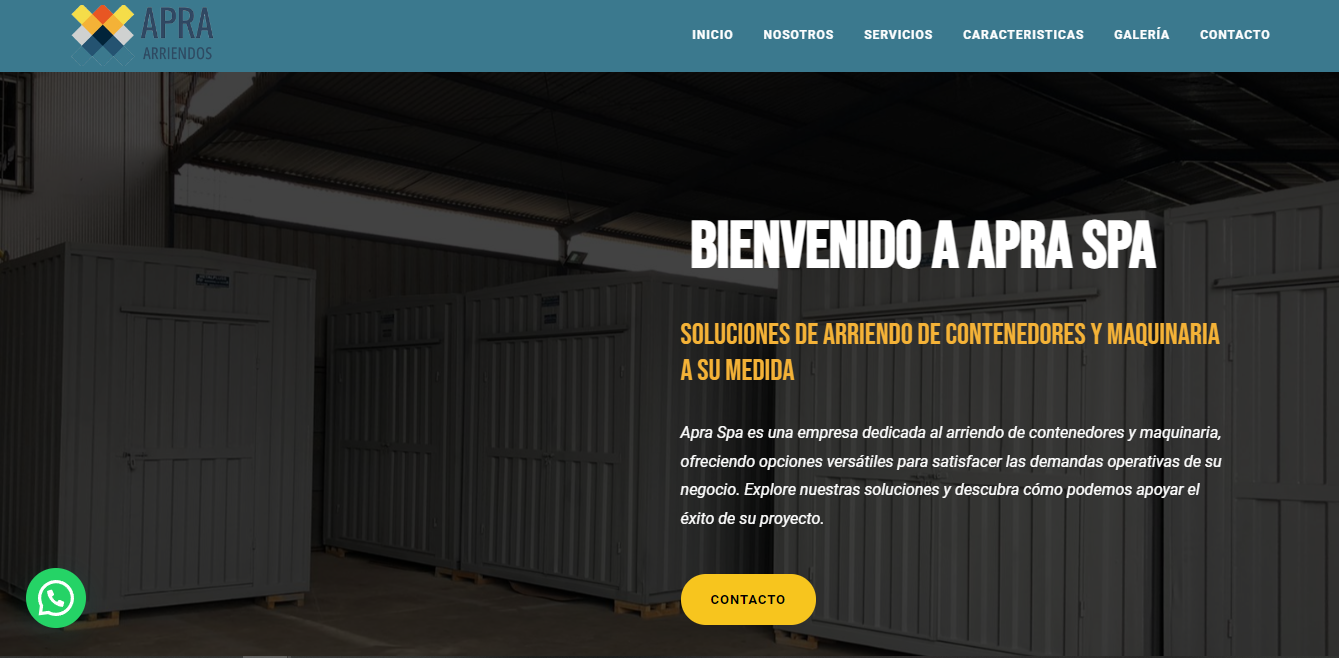 APRA
ARRIENDOS
INICIO NOSOTROS SERVICIOS CARACTERISTICAS GALERÍA CONTACTO
BIENVENIDO A APRA SPA
SOLUCIONES DE ARRIENDO DE CONTENEDORES Y MAQUINARIA
A SU MEDIDA
Apra Spa es una empresa dedicada al arriendo de contenedores y maquinaria,
ofreciendo opciones versátiles para satisfacer las demandas operativas de su
negocio. Explore nuestras soluciones y descubra cómo podemos apoyar el
éxito de su proyecto.
CONTACTO